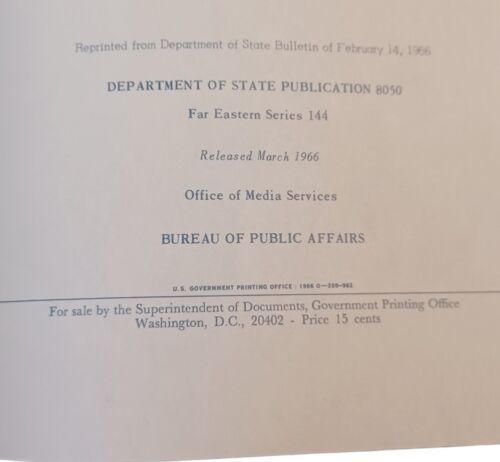 Reprinted from Department of State Bulletin of February 14, 1966
DEPARTMENT OF STATE PUBLICATION 8050
Far Eastern Series 144
Released March 1966
Office of Media Services
BUREAU OF PUBLIC AFFAIRS
U.S. GOVERNMENT PRINTING OFFICE : 1966 O—209-962
For sale by the Superintendent of Documents, Government Printing Office
Washington, D.C., 20402 - Price 15 cents